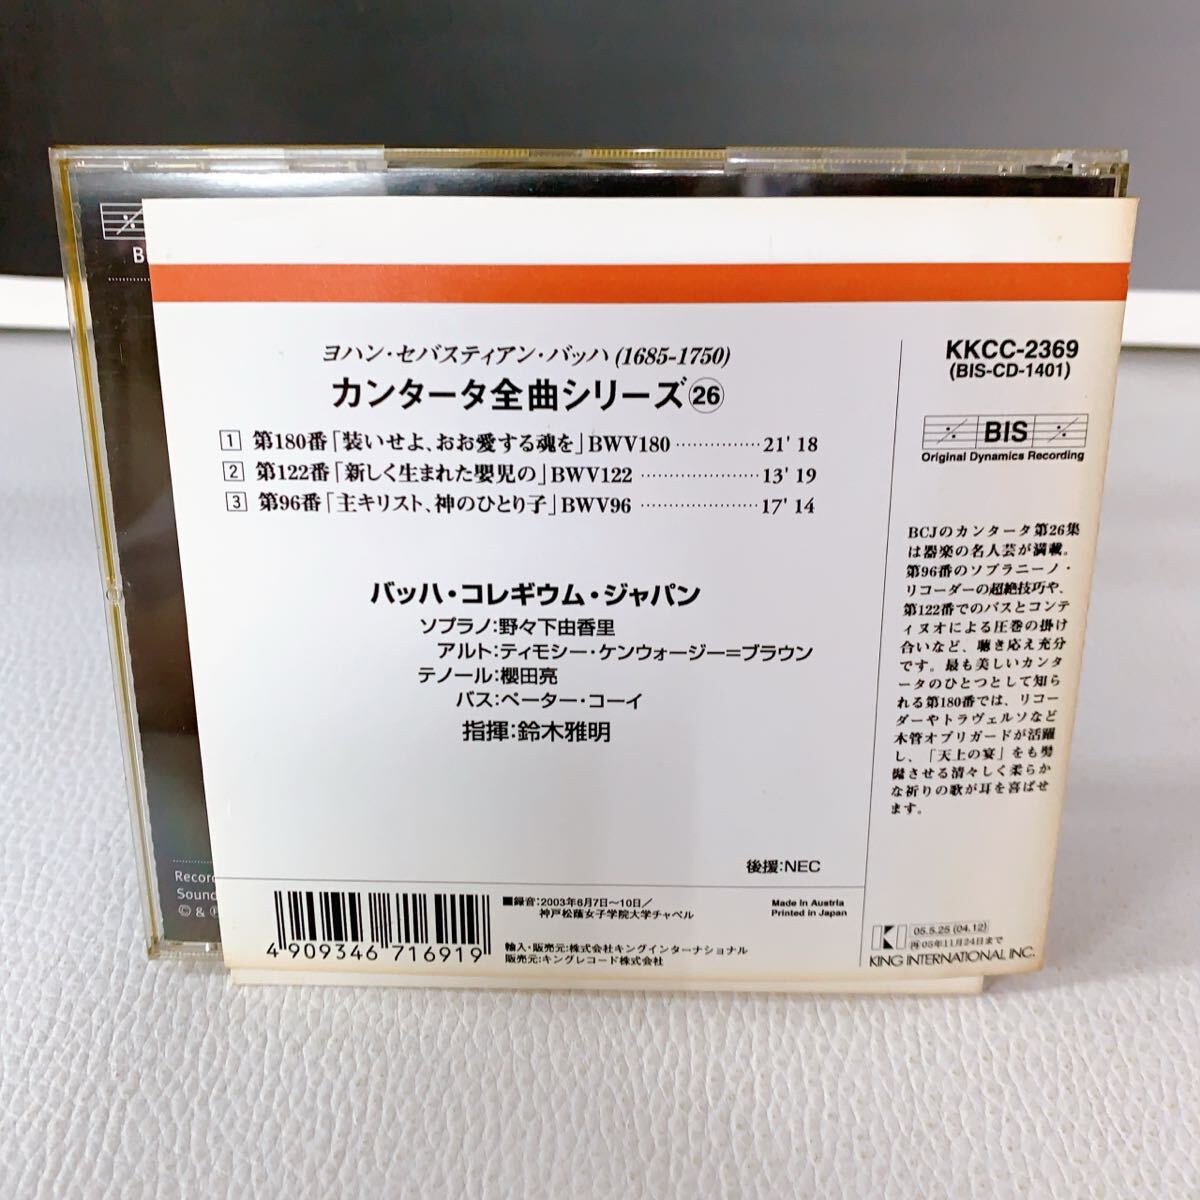 ヨハン・セバスティアン・バッハ (1685-1750)
カンタータ全曲シリーズ㉖
1 第180番「装いせよ、おお愛する魂を」BWV180 ‥‥‥‥‥ 21' 18
2 第122番「新しく生まれた嬰児の」BWV122 ‥‥‥‥‥‥‥ 13' 19
3 第96番「主キリスト、神のひとり子」BWV96 ‥‥‥‥‥‥‥ 17' 14
バッハ・コレギウム・ジャパン
ソプラノ:野々下由香里
アルト:ティモシー・ケンウォージー=ブラウン
テノール:櫻田亮
バス:ペーター・コーイ
指揮:鈴木雅明
後援:NEC
KKCC-2369
(BIS-CD-1401)
BIS
Original Dynamics Recording
BCJのカンタータ第26集
は器楽の名人芸が満載。
第96番のソプラニーノ・
リコーダーの超絶技巧や、
第122番でのバスとコンテ
ィヌオによる圧巻の掛け
合いなど、聴き応え充分
です。最も美しいカンタ
ータのひとつとして知ら
れる第180番では、リコー
ダーやトラヴェルソなど
木管オブリガードが活躍
し、「天上の宴」をも髣
髴させる清々しく柔らか
な祈りの歌が耳を喜ばせ
ます。
4 909346 716919
■録音:2003年6月7日〜10日/
神戸松蔭女子学院大学チャペル
Made in Austria
Printed in Japan
輸入・販売元:株式会社キングインターナショナル
販売元:キングレコード株式会社
05.5.25 (04.12)
再05年11月24日まで
KING INTERNATIONAL INC.
B
Recor
Sound
© & ℗